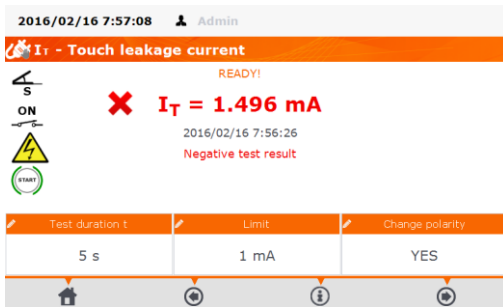 2016/02/16 7:57:08 Admin
IT - Touch leakage current
READY!
S
ON
IT = 1.496 mA
2016/02/16 7:56:26
Negative test result
START
Test duration t
Limit
Change polarity
5 s
1 mA
YES